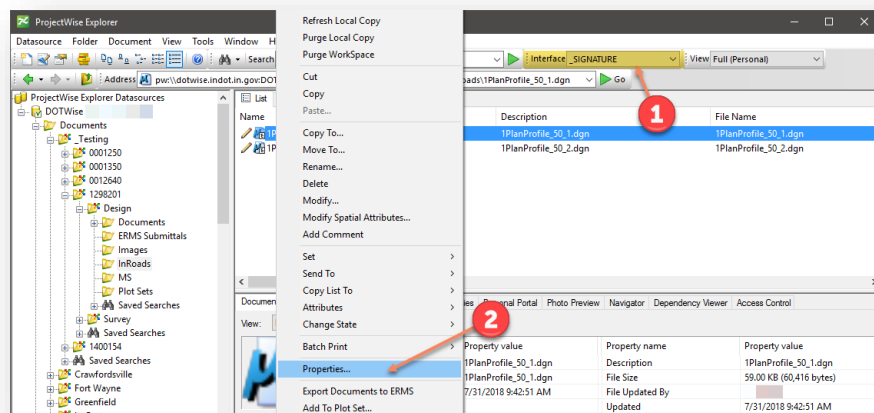 ProjectWise Explorer
Datasource Folder Document View Tools Window H
Search
Interface _SIGNATURE
View Full (Personal)
Address pw:\\dotwise.indot.in.gov:DOT
ads\1PlanProfile_50_1.dgn
Go
1
ProjectWise Explorer Datasources
DOTWise
Documents
_Testing
0001250
0001350
0012640
1298201
Design
Documents
ERMS Submittals
Images
InRoads
MS
Plot Sets
Saved Searches
Survey
Saved Searches
1400154
Saved Searches
Crawfordsville
Fort Wayne
Greenfield
List
Name
Description
File Name
1P
1PlanProfile_50_1.dgn
1PlanProfile_50_1.dgn
1P
1PlanProfile_50_2.dgn
1PlanProfile_50_2.dgn
Refresh Local Copy
Purge Local Copy
Purge WorkSpace
Cut
Copy
Paste...
Copy To...
Move To...
Rename...
Delete
Modify...
Modify Spatial Attributes...
Add Comment
Set
Send To
Copy List To
Attributes
Change State
Batch Print
Properties...
Export Documents to ERMS
Add To Plot Set...
2
Documen
ies Personal Portal Photo Preview Navigator Dependency Viewer Access Control
View:
Property value
Property name
Property value
1PlanProfile_50_1.dgn
Description
1PlanProfile_50_1.dgn
1PlanProfile_50_1.dgn
File Size
59.00 KB (60,416 bytes)
7/31/2018 9:42:51 AM
File Updated By
Updated
7/31/2018 9:42:51 AM